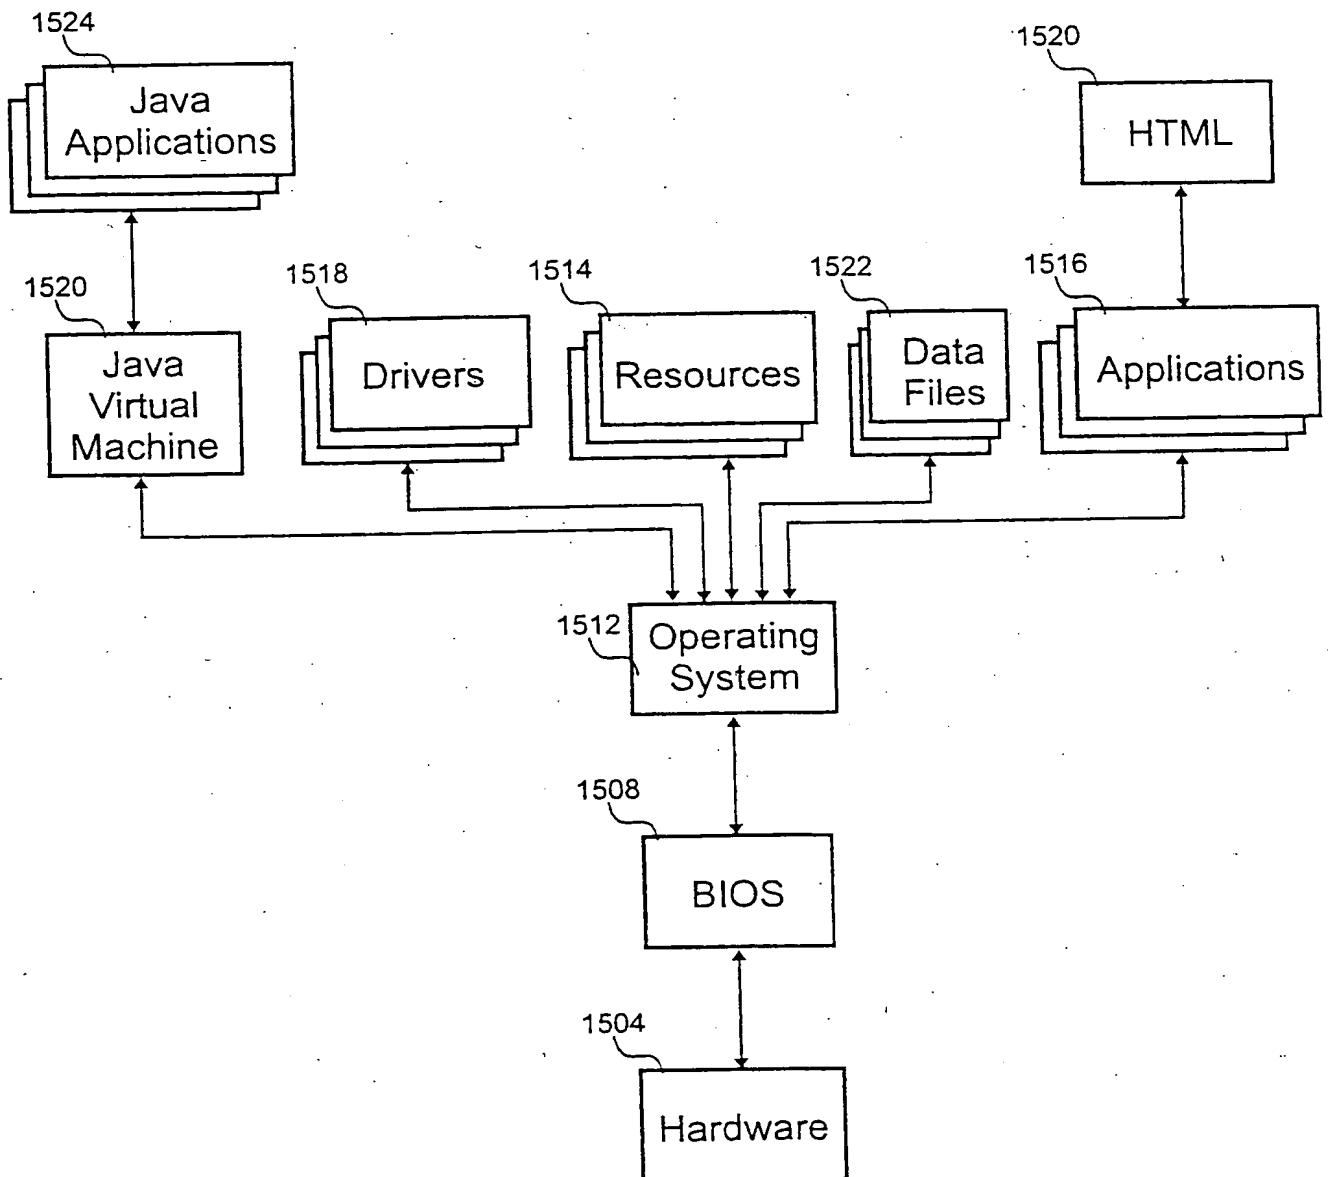 1524
Java
Applications
1520
HTML
1520
Java
Virtual
Machine
1518
Drivers
1514
Resources
1522
Data
Files
1516
Applications
1512
Operating
System
1508
BIOS
1504
Hardware